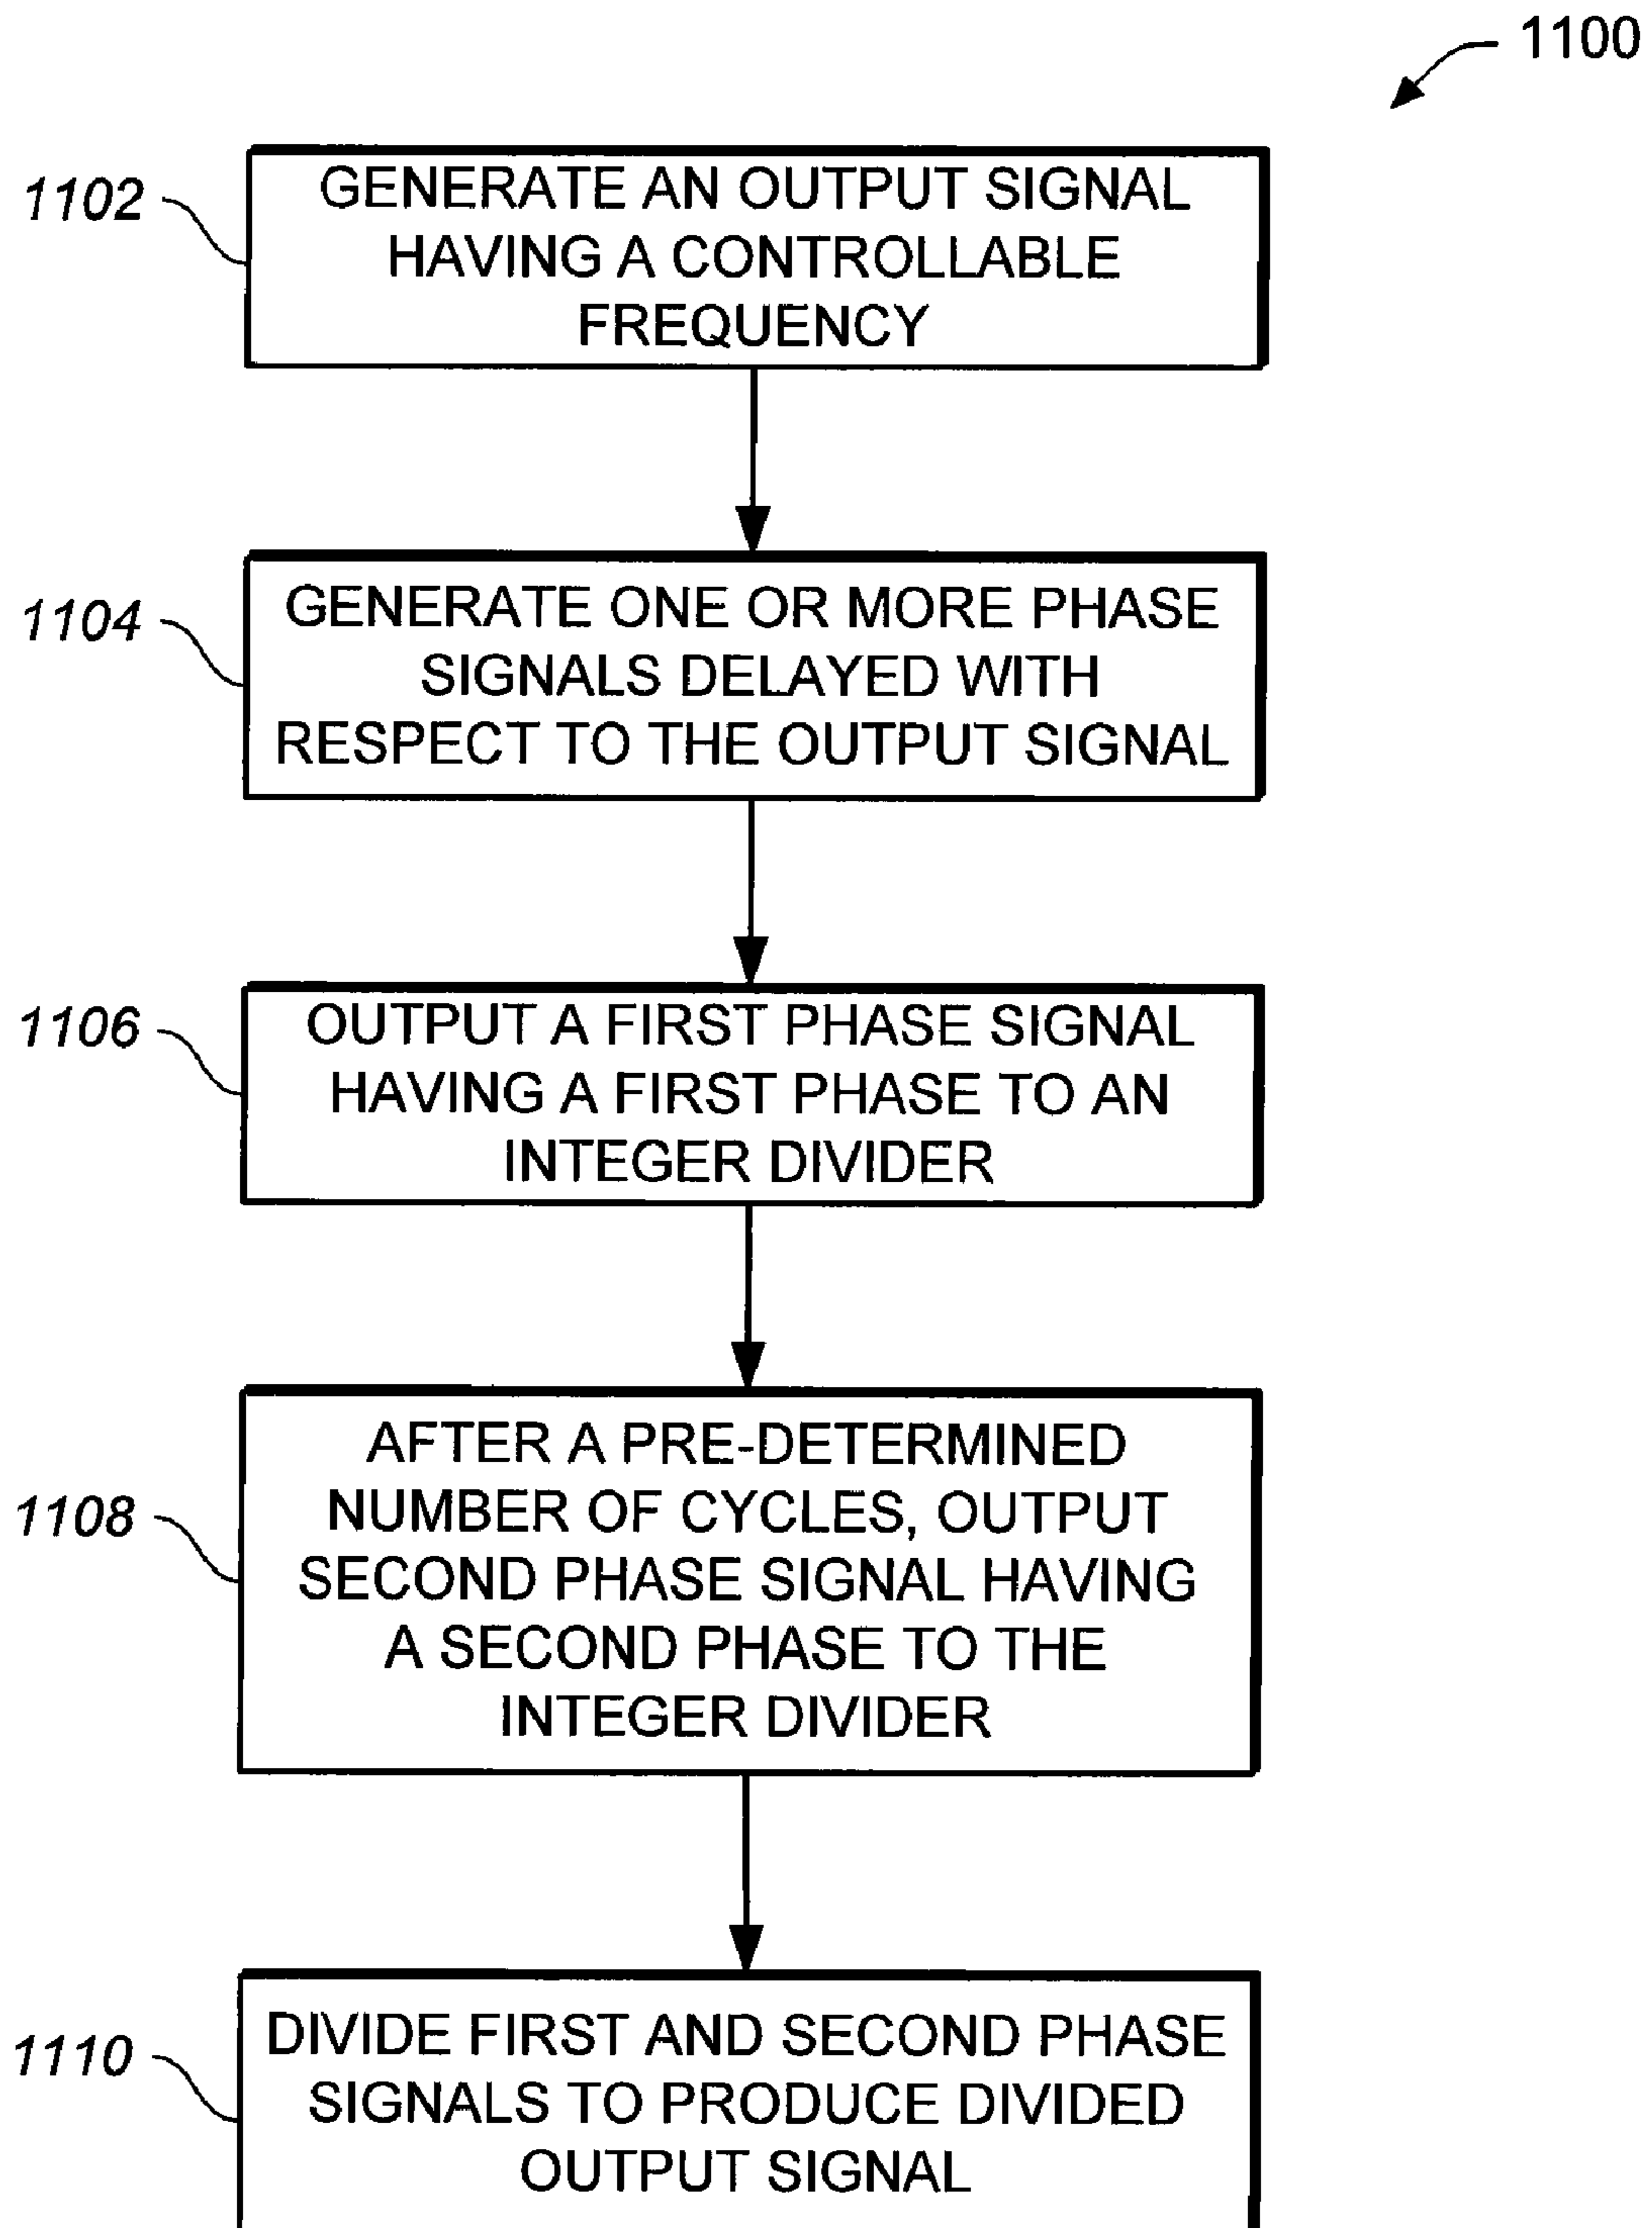 1100
1102
GENERATE AN OUTPUT SIGNAL
HAVING A CONTROLLABLE
FREQUENCY
1104
GENERATE ONE OR MORE PHASE
SIGNALS DELAYED WITH
RESPECT TO THE OUTPUT SIGNAL
1106
OUTPUT A FIRST PHASE SIGNAL
HAVING A FIRST PHASE TO AN
INTEGER DIVIDER
1108
AFTER A PRE-DETERMINED
NUMBER OF CYCLES, OUTPUT
SECOND PHASE SIGNAL HAVING
A SECOND PHASE TO THE
INTEGER DIVIDER
1110
DIVIDE FIRST AND SECOND PHASE
SIGNALS TO PRODUCE DIVIDED
OUTPUT SIGNAL